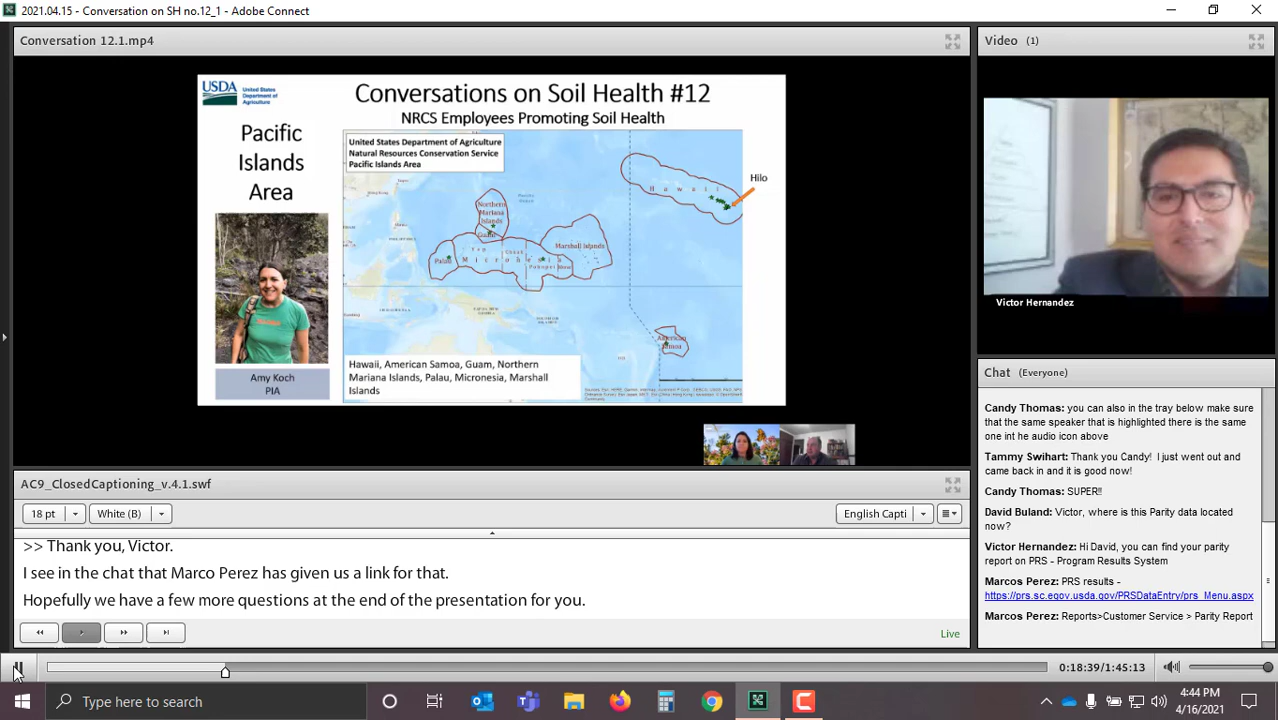 2021.04.15 - Conversation on SH no.12_1 - Adobe Connect
Conversation 12.1.mp4
USDA
United States
Department of
Agriculture
Conversations on Soil Health #12
NRCS Employees Promoting Soil Health
Pacific
Islands
Area
Amy Koch
PIA
United States Department of Agriculture
Natural Resources Conservation Service
Pacific Islands Area
Hilo
Hawaii
Northern
Mariana
Islands
Guam
Marshall Islands
Palau
Micronesia
Yap
Chuuk
American
Samoa
Hawaii, American Samoa, Guam, Northern
Mariana Islands, Palau, Micronesia, Marshall
Islands
Video (1)
Victor Hernandez
Chat (Everyone)
Candy Thomas: you can also in the tray below make sure
that the same speaker that is highlighted there is the same
one int he audio icon above
Tammy Swihart: Thank you Candy! I just went out and
came back in and it is good now!
Candy Thomas: SUPER!!
David Buland: Victor, where is this Parity data located
now?
Victor Hernandez: Hi David, you can find your parity
report on PRS - Program Results System
Marcos Perez: PRS results -
https://prs.sc.egov.usda.gov/PRSDataEntry/prs_Menu.aspx
Marcos Perez: Reports>Customer Service > Parity Report
AC9_ClosedCaptioning_v.4.1.swf
18 pt
White (B)
English Capti
>> Thank you, Victor.
I see in the chat that Marco Perez has given us a link for that.
Hopefully we have a few more questions at the end of the presentation for you.
Live
0:18:39/1:45:13
Type here to search
4:44 PM
4/16/2021